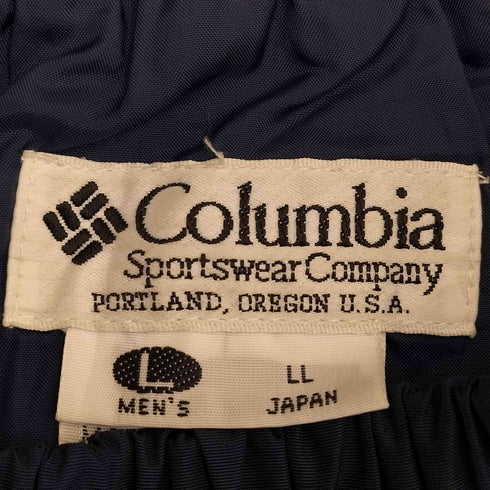 Columbia
Sportswear Company
PORTLAND, OREGON U.S.A.
L LL
MEN'S JAPAN